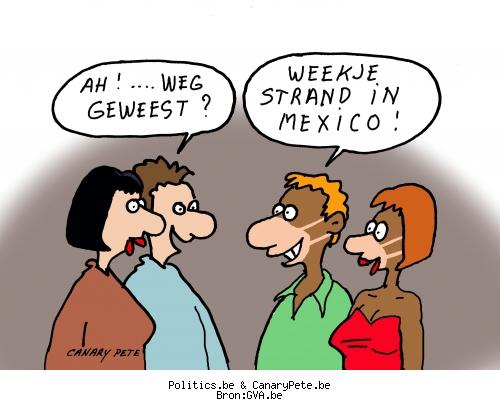 AH!....WEG
GEWEEST?
WEEKJE
STRAND IN
MEXICO!
CANARY PETE
Politics.be & CanaryPete.be
Bron:GVA.be